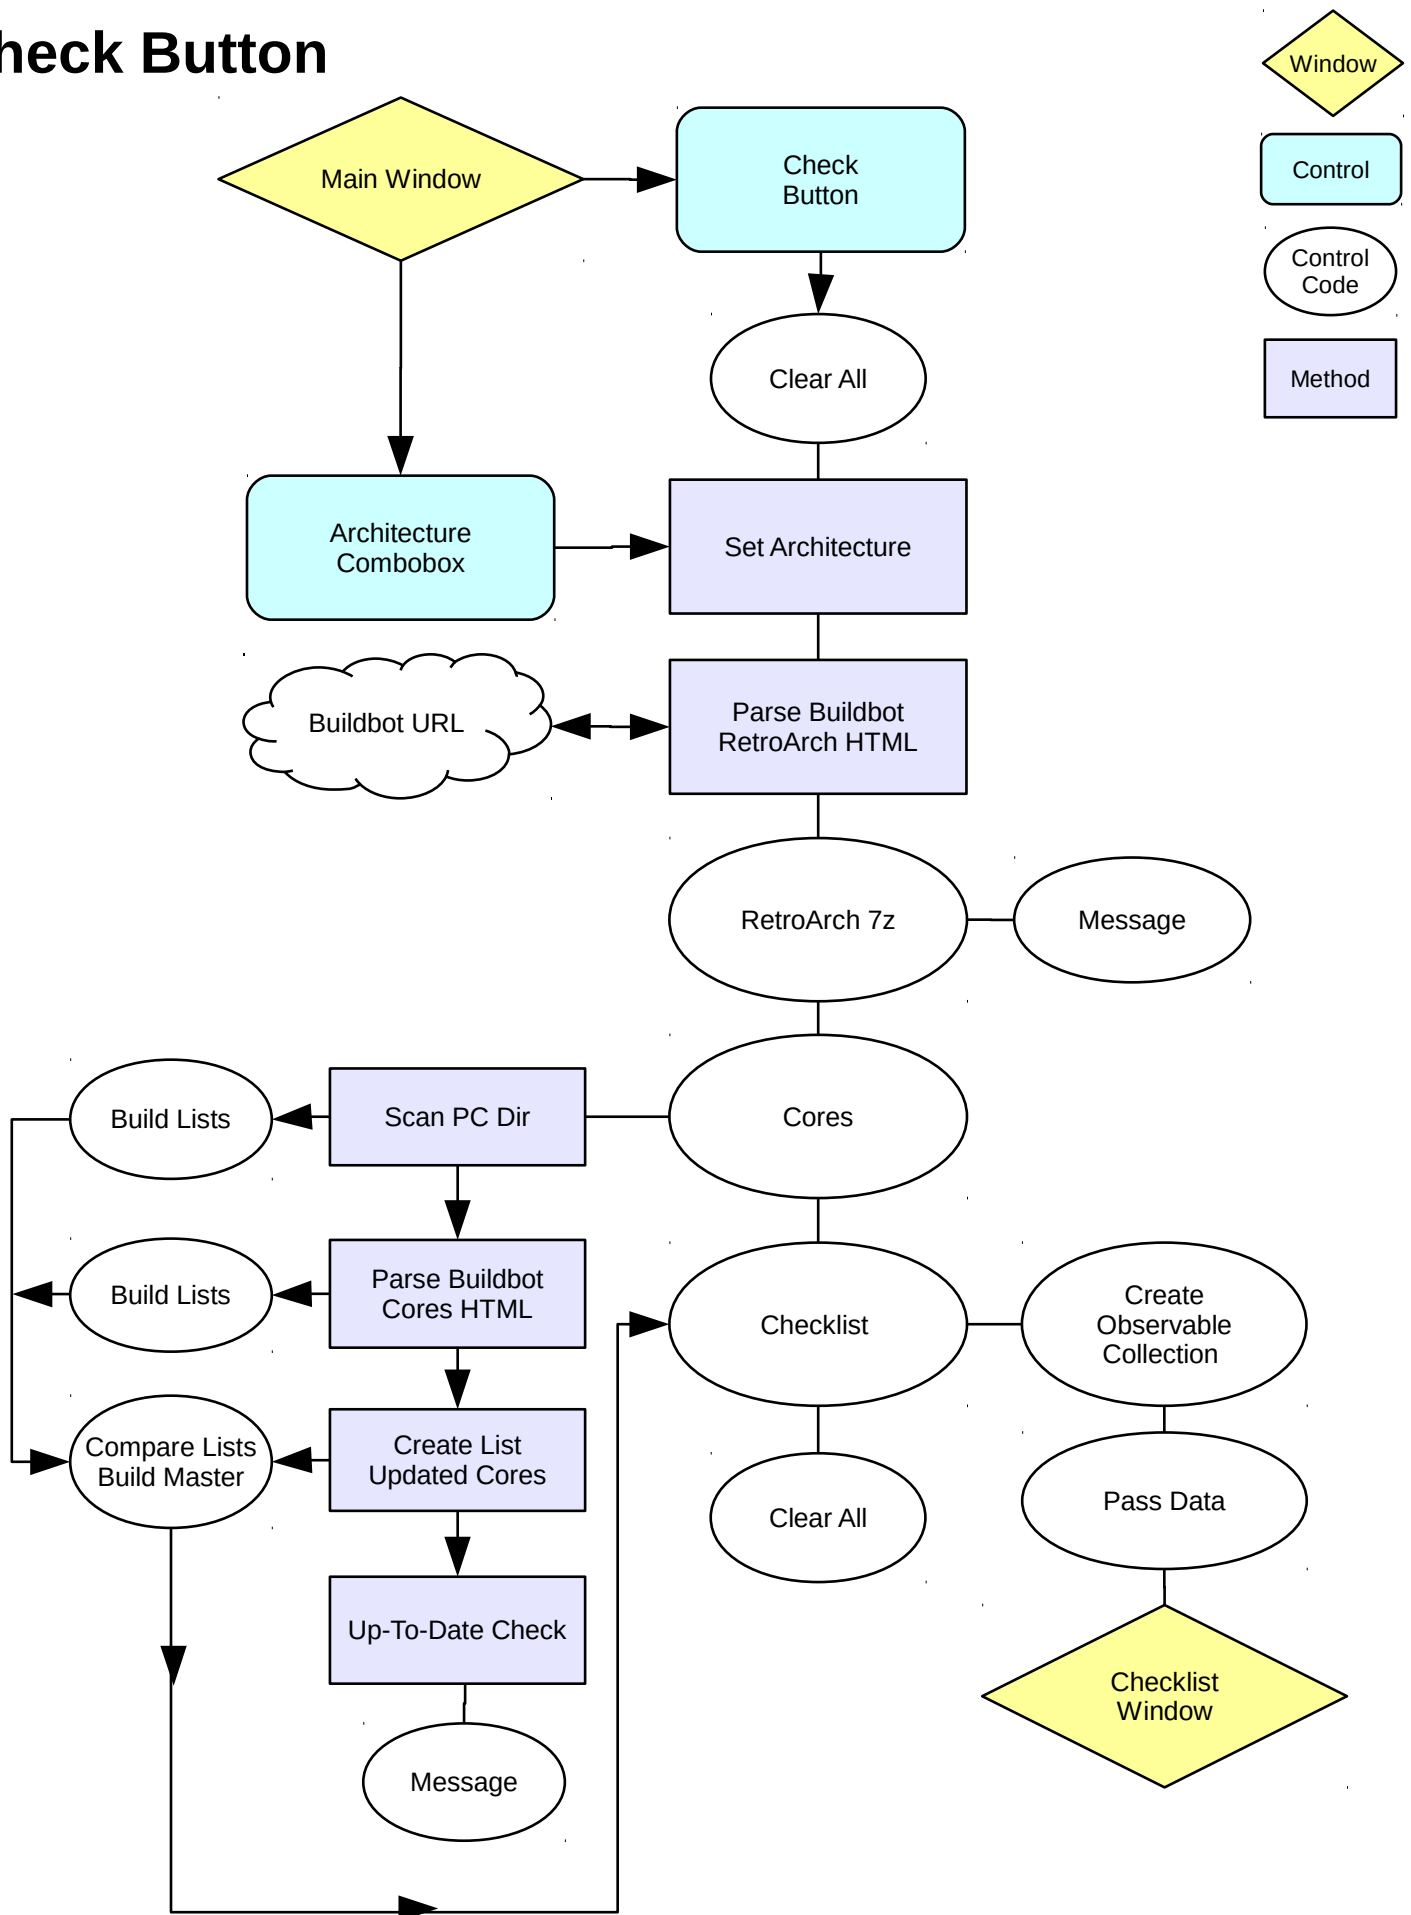 heck Button
Window
Main Window
Check
Button
Control
Control
Code
Clear All
Method
Architecture
Combobox
Set Architecture
Buildbot URL
Parse Buildbot
RetroArch HTML
RetroArch 7z
Message
Build Lists
Scan PC Dir
Cores
Build Lists
Parse Buildbot
Cores HTML
Checklist
Create
Observable
Collection
Compare Lists
Build Master
Create List
Updated Cores
Clear All
Pass Data
Up-To-Date Check
Checklist
Window
Message